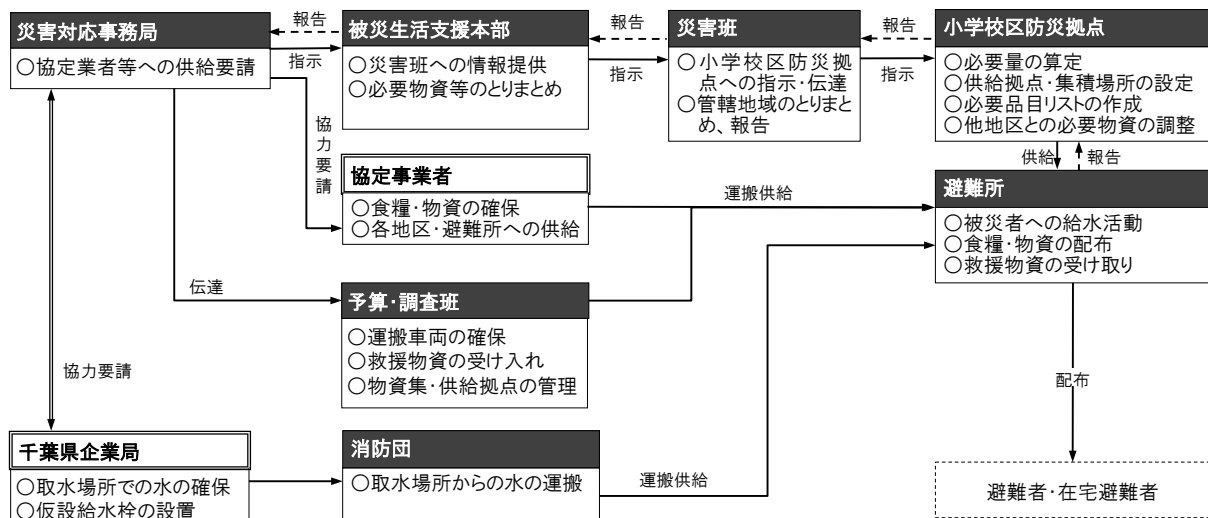 災害対応事務局
○協定業者等への供給要請
報告
指示
被災生活支援本部
○災害班への情報提供
○必要物資等のとりまとめ
報告
指示
災害班
○小学校区防災拠
点への指示・伝達
○管轄地域のとりまと
め、報告
報告
指示
小学校区防災拠点
○必要量の算定
○供給拠点・集積場所の設定
○必要品目リストの作成
○他地区との必要物資の調整
協力要請
供給
報告
協定事業者
○食糧・物資の確保
○各地区・避難所への供給
運搬供給
避難所
○被災者への給水活動
○食糧・物資の配布
○救援物資の受け取り
伝達
予算・調査班
○運搬車両の確保
○救援物資の受け入れ
○物資集・供給拠点の管理
協力要請
配布
千葉県企業局
○取水場所での水の確保
○仮設給水栓の設置
消防団
○取水場所からの水の運搬
運搬供給
避難者・在宅避難者